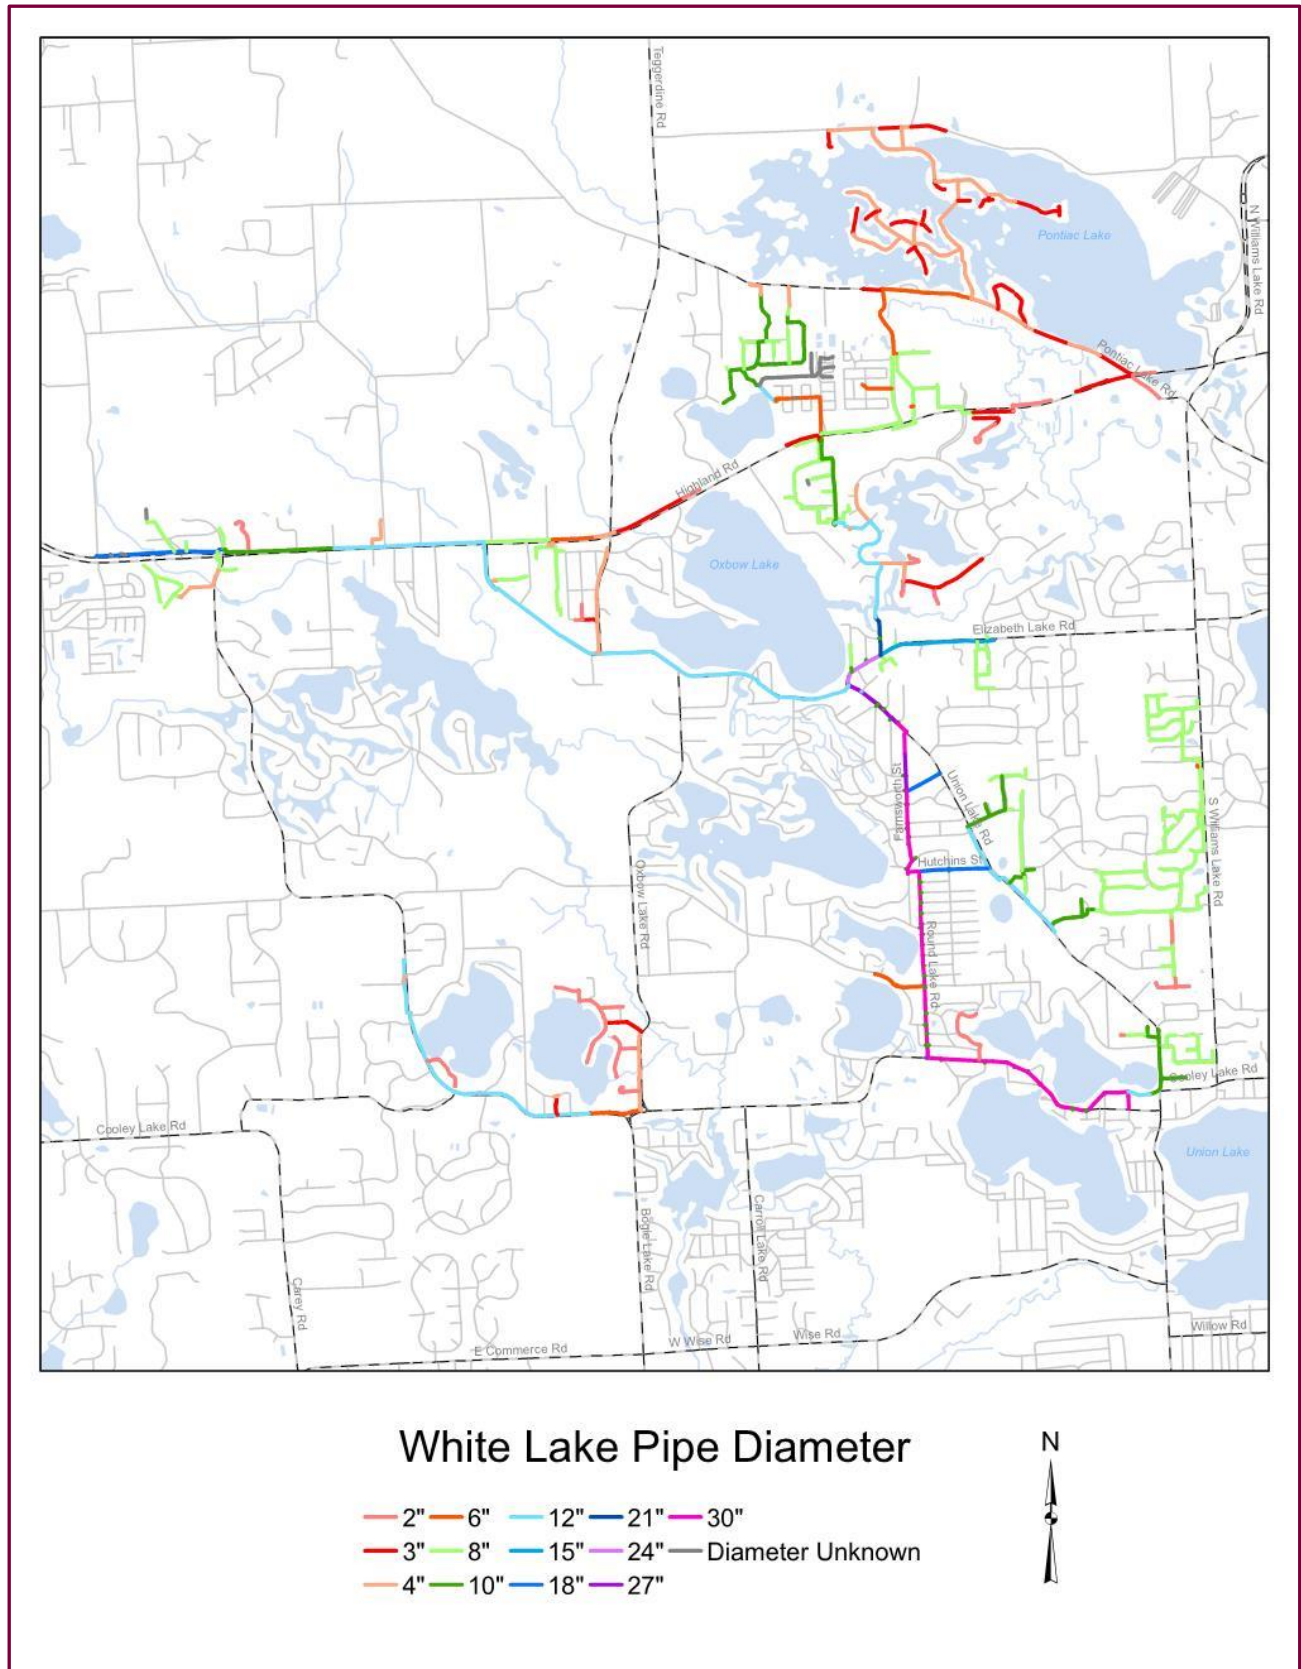 Teggerdine Rd
N Williams Lake Rd
Pontiac Lake
Pontiac Lake Rd
Highland Rd
Oxbow Lake
Elizabeth Lake Rd
Farnsworth St
Union Lake Rd
S Williams Lake Rd
Hutchins St
Oxbow Lake Rd
Round Lake Rd
Cooley Lake Rd
Cooley Lake Rd
Union Lake
Bogie Lake Rd
Carroll Lake Rd
Carey Rd
Willow Rd
W Wise Rd
Wise Rd
E Commerce Rd
White Lake Pipe Diameter
N
2" 6" 12" 21" 30"
3" 8" 15" 24" Diameter Unknown
4" 10" 18" 27"